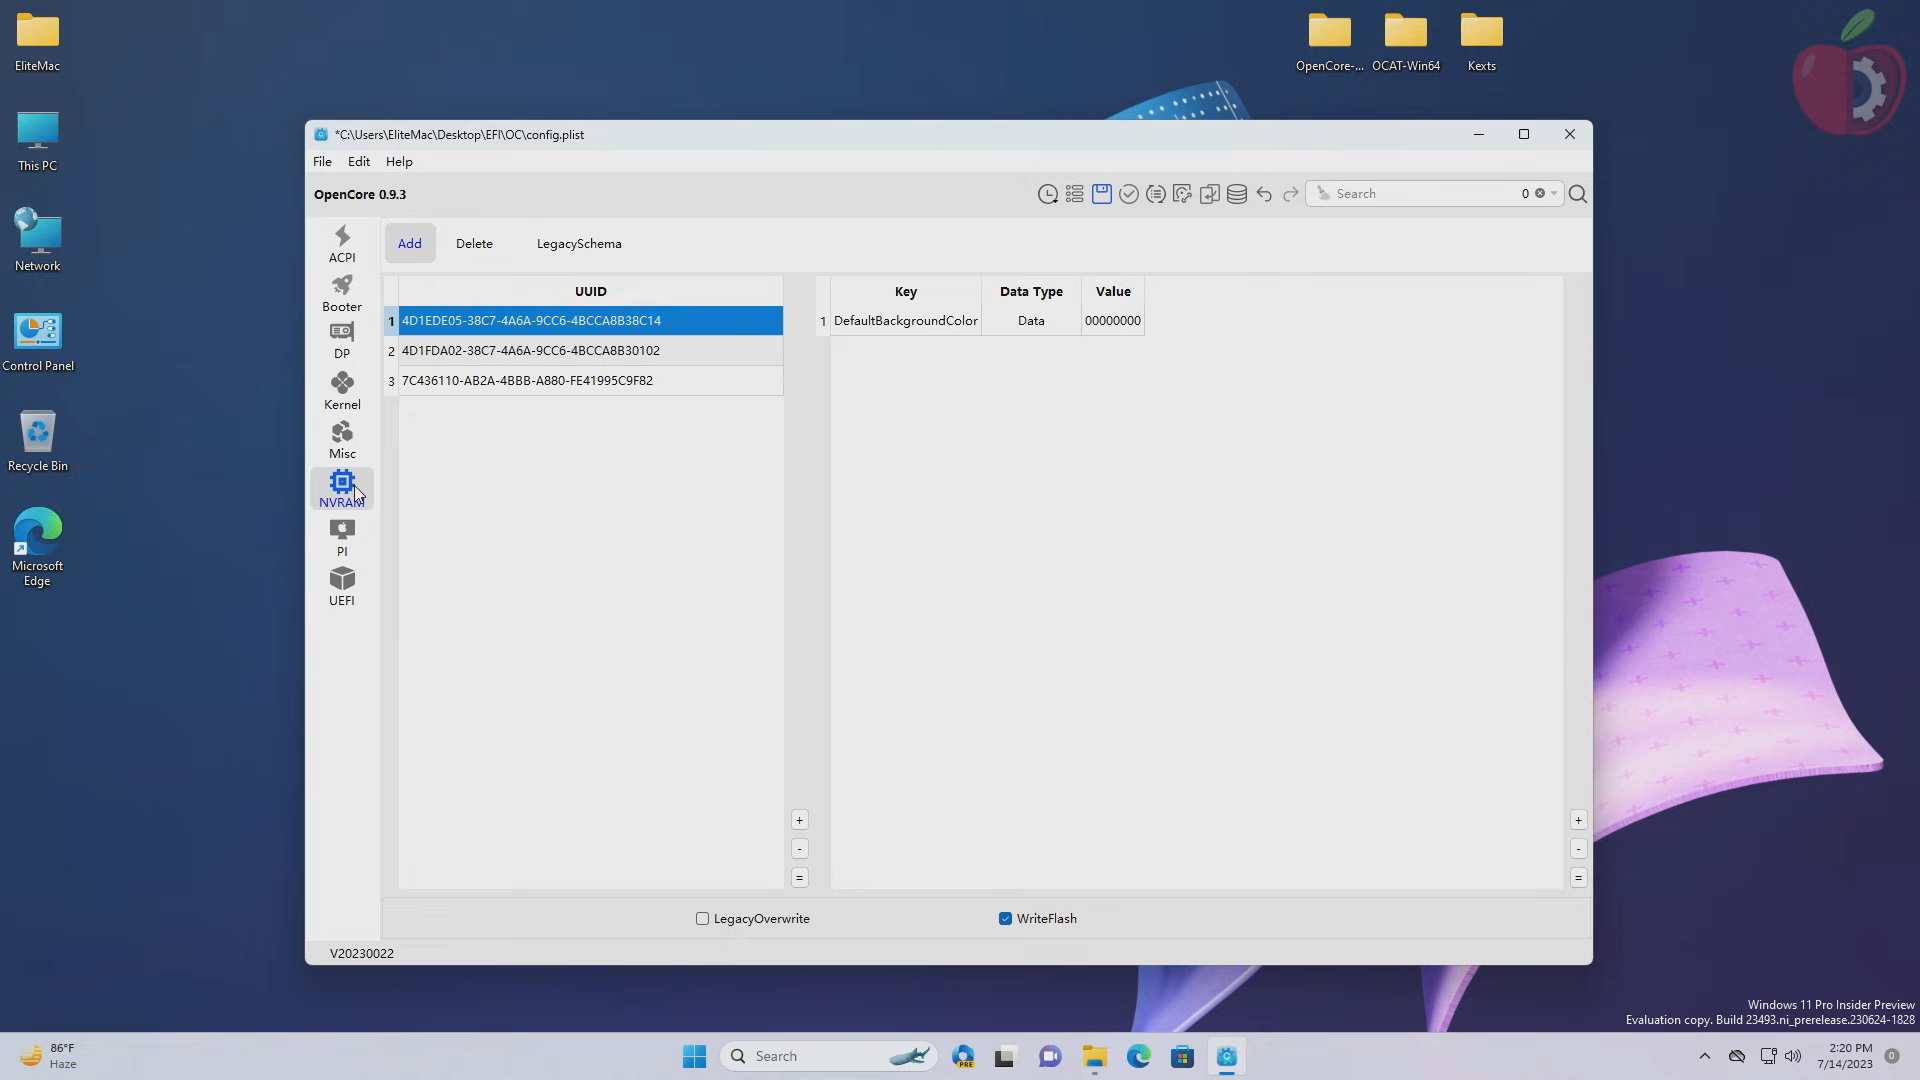 EliteMac
This PC
Network
Control Panel
Recycle Bin
Microsoft
Edge
OpenCore-...
OCAT-Win64
Kexts
*C:\Users\EliteMac\Desktop\EFI\OC\config.plist
File Edit Help
OpenCore 0.9.3
Search 0
ACPI
Booter
DP
Kernel
Misc
NVRAM
PI
UEFI
Add Delete LegacySchema
UUID
1 4D1EDE05-38C7-4A6A-9CC6-4BCCA8B38C14
2 4D1FDA02-38C7-4A6A-9CC6-4BCCA8B30102
3 7C436110-AB2A-4BBB-A880-FE41995C9F82
Key Data Type Value
1 DefaultBackgroundColor Data 00000000
+
-
=
+
-
=
LegacyOverwrite WriteFlash
V20230022
Windows 11 Pro Insider Preview
Evaluation copy. Build 23493.ni_prerelease.230624-1828
86°F
Haze
Search
PRE
2:20 PM
7/14/2023
0